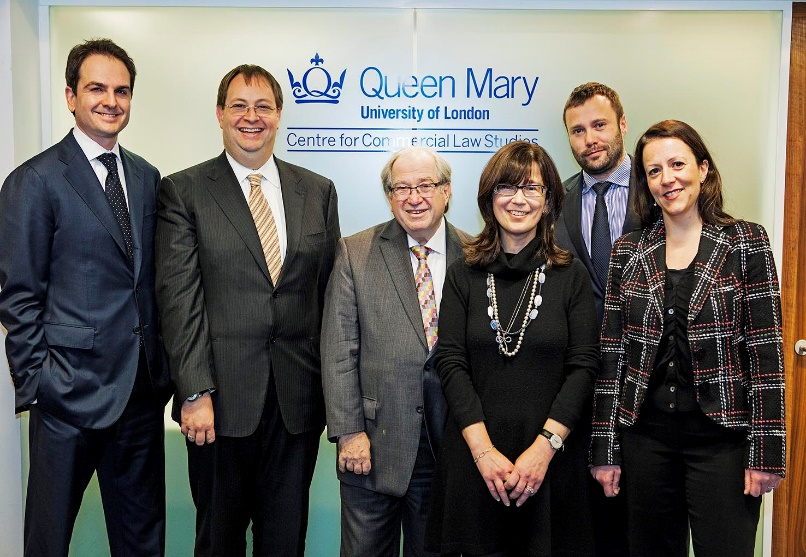 Queen Mary
University of London
Centre for Commercial Law Studies